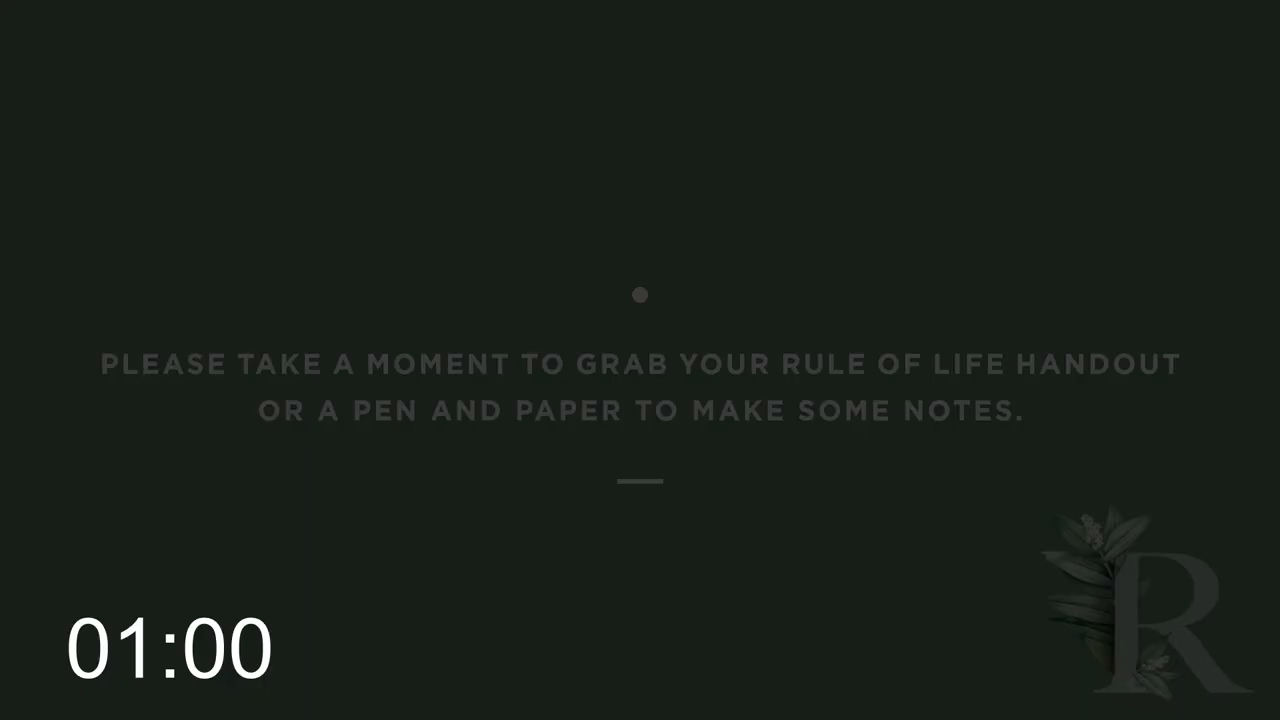 PLEASE TAKE A MOMENT TO GRAB YOUR RULE OF LIFE HANDOUT
OR A PEN AND PAPER TO MAKE SOME NOTES.
01:00
R